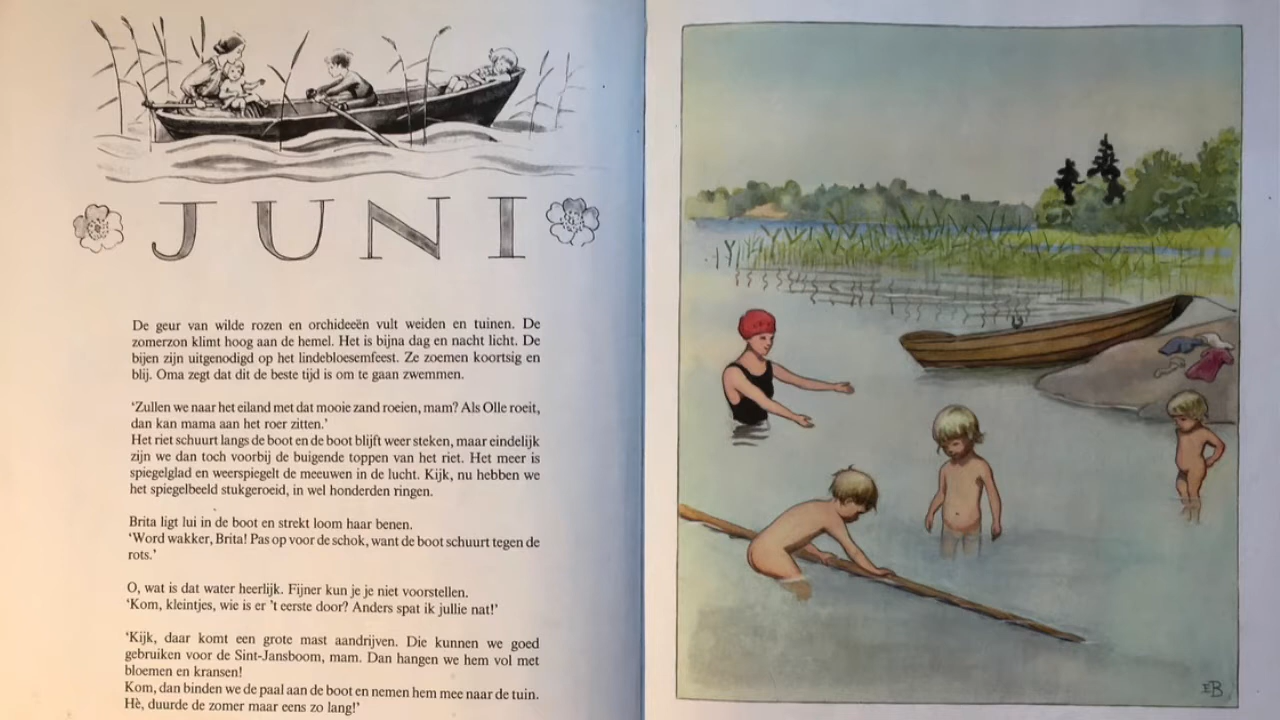 JUNI
De geur van wilde rozen en orchideeën vult weiden en tuinen. De
zomerzon klimt hoog aan de hemel. Het is bijna dag en nacht licht. De
bijen zijn uitgenodigd op het lindebloesemfeest. Ze zoemen koortsig en
blij. Oma zegt dat dit de beste tijd is om te gaan zwemmen.
‘Zullen we naar het eiland met dat mooie zand roeien, mam? Als Olle roeit,
dan kan mama aan het roer zitten.’
Het riet schuurt langs de boot en de boot blijft weer steken, maar eindelijk
zijn we dan toch voorbij de buigende toppen van het riet. Het meer is
spiegelglad en weerspiegelt de meeuwen in de lucht. Kijk, nu hebben we
het spiegelbeeld stukgeroeid, in wel honderden ringen.
Brita ligt lui in de boot en strekt loom haar benen.
‘Word wakker, Brita! Pas op voor de schok, want de boot schuurt tegen de
rots.’
O, wat is dat water heerlijk. Fijner kun je je niet voorstellen.
‘Kom, kleintjes, wie is er ’t eerste door? Anders spat ik jullie nat!’
‘Kijk, daar komt een grote mast aandrijven. Die kunnen we goed
gebruiken voor de Sint-Jansboom, mam. Dan hangen we hem vol met
bloemen en kransen!
Kom, dan binden we de paal aan de boot en nemen hem mee naar de tuin.
Hè, duurde de zomer maar eens zo lang!’
EB